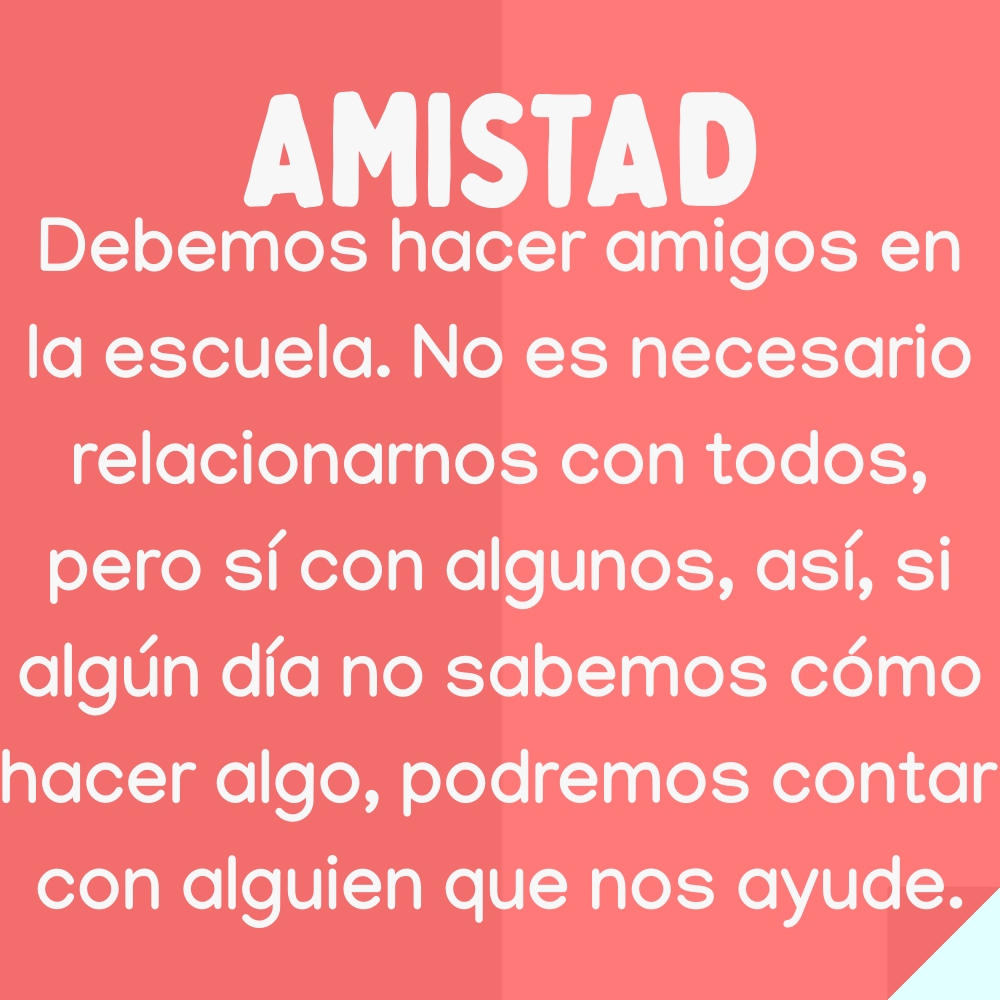 AMISTAD
Debemos hacer amigos en
la escuela. No es necesario
relacionarnos con todos,
pero sí con algunos, así, si
algún día no sabemos cómo
hacer algo, podremos contar
con alguien que nos ayude.